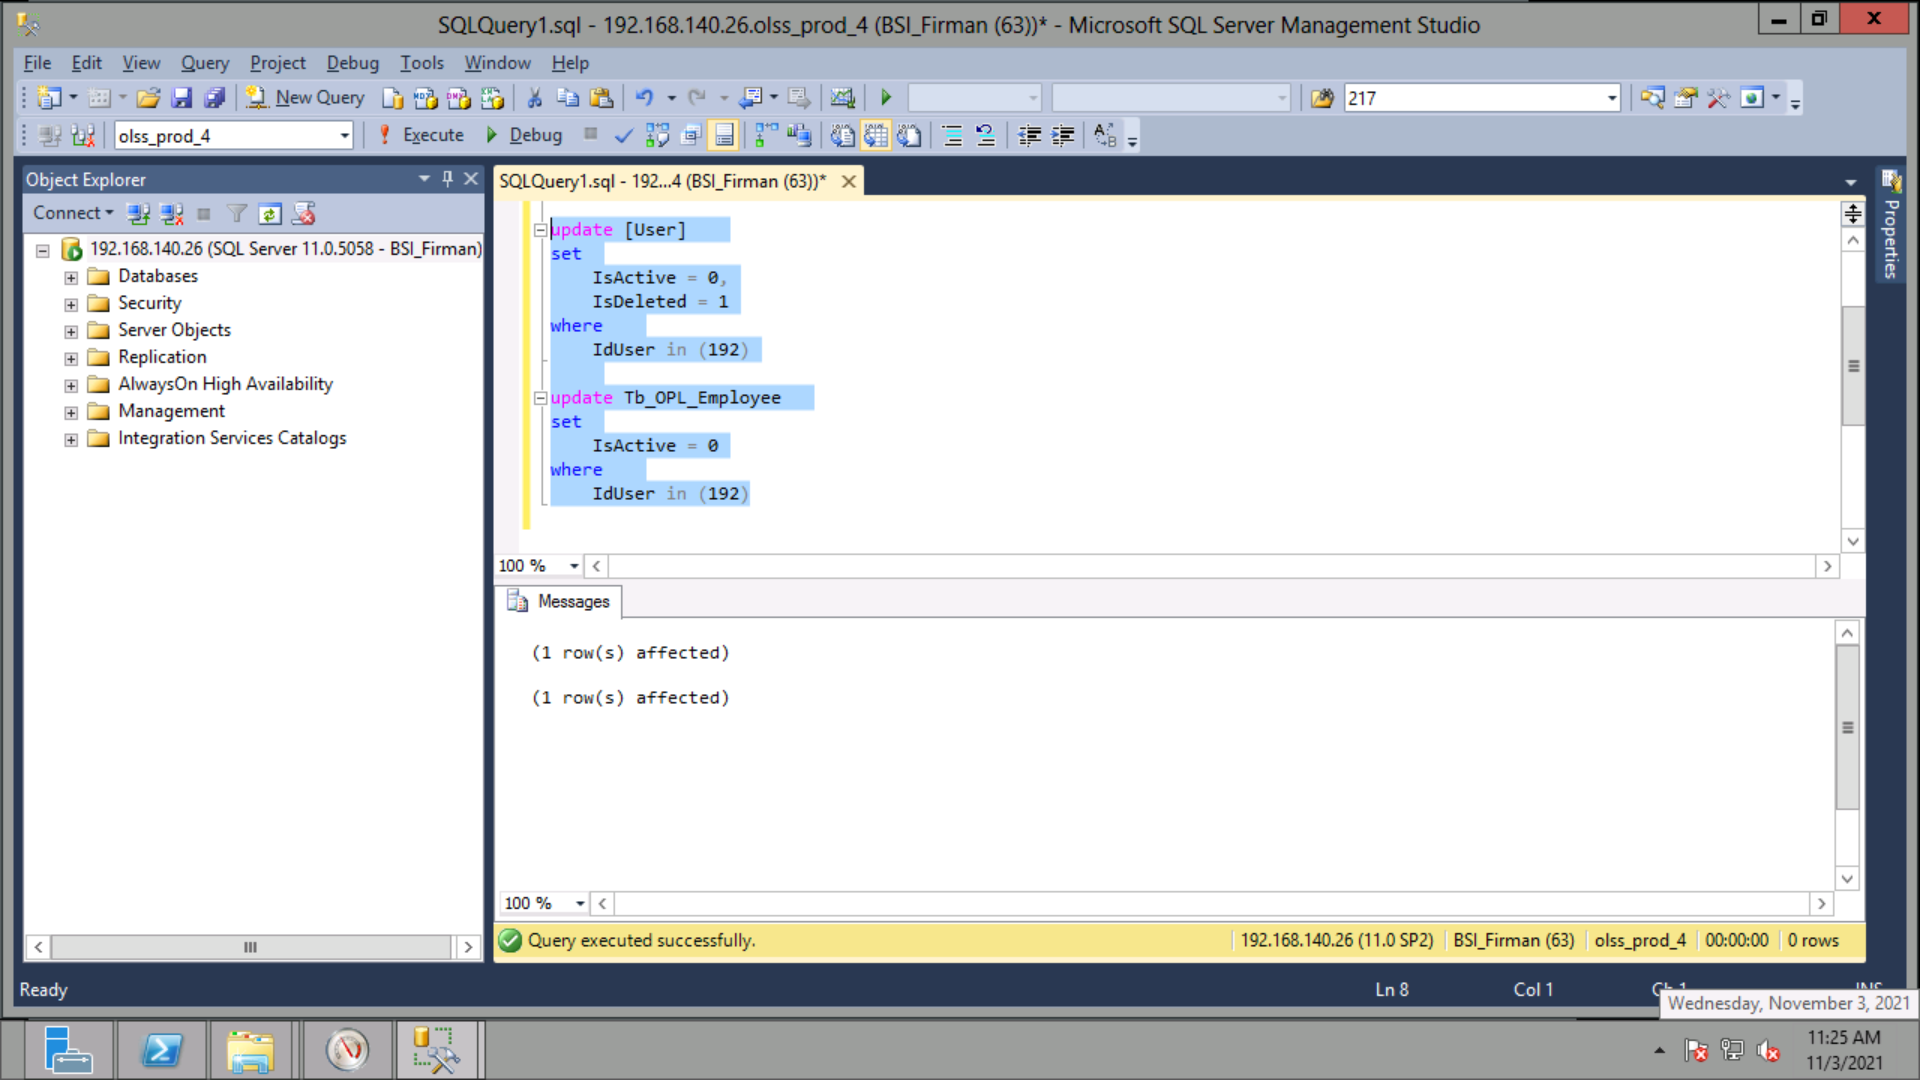 SQLQuery1.sql - 192.168.140.26.olss_prod_4 (BSI_Firman (63))* - Microsoft SQL Server Management Studio
File Edit View Query Project Debug Tools Window Help
New Query 217
olss_prod_4 Execute Debug
Object Explorer
Connect
192.168.140.26 (SQL Server 11.0.5058 - BSI_Firman)
Databases
Security
Server Objects
Replication
AlwaysOn High Availability
Management
Integration Services Catalogs
SQLQuery1.sql - 192...4 (BSI_Firman (63))*
update [User]
set
IsActive = 0,
IsDeleted = 1
where
IdUser in (192)
update Tb_OPL_Employee
set
IsActive = 0
where
IdUser in (192)
100 %
Messages
(1 row(s) affected)
(1 row(s) affected)
100 %
Query executed successfully. 192.168.140.26 (11.0 SP2) BSI_Firman (63) olss_prod_4 00:00:00 0 rows
Properties
Ready Ln 8 Col 1
Wednesday, November 3, 2021
11:25 AM
11/3/2021